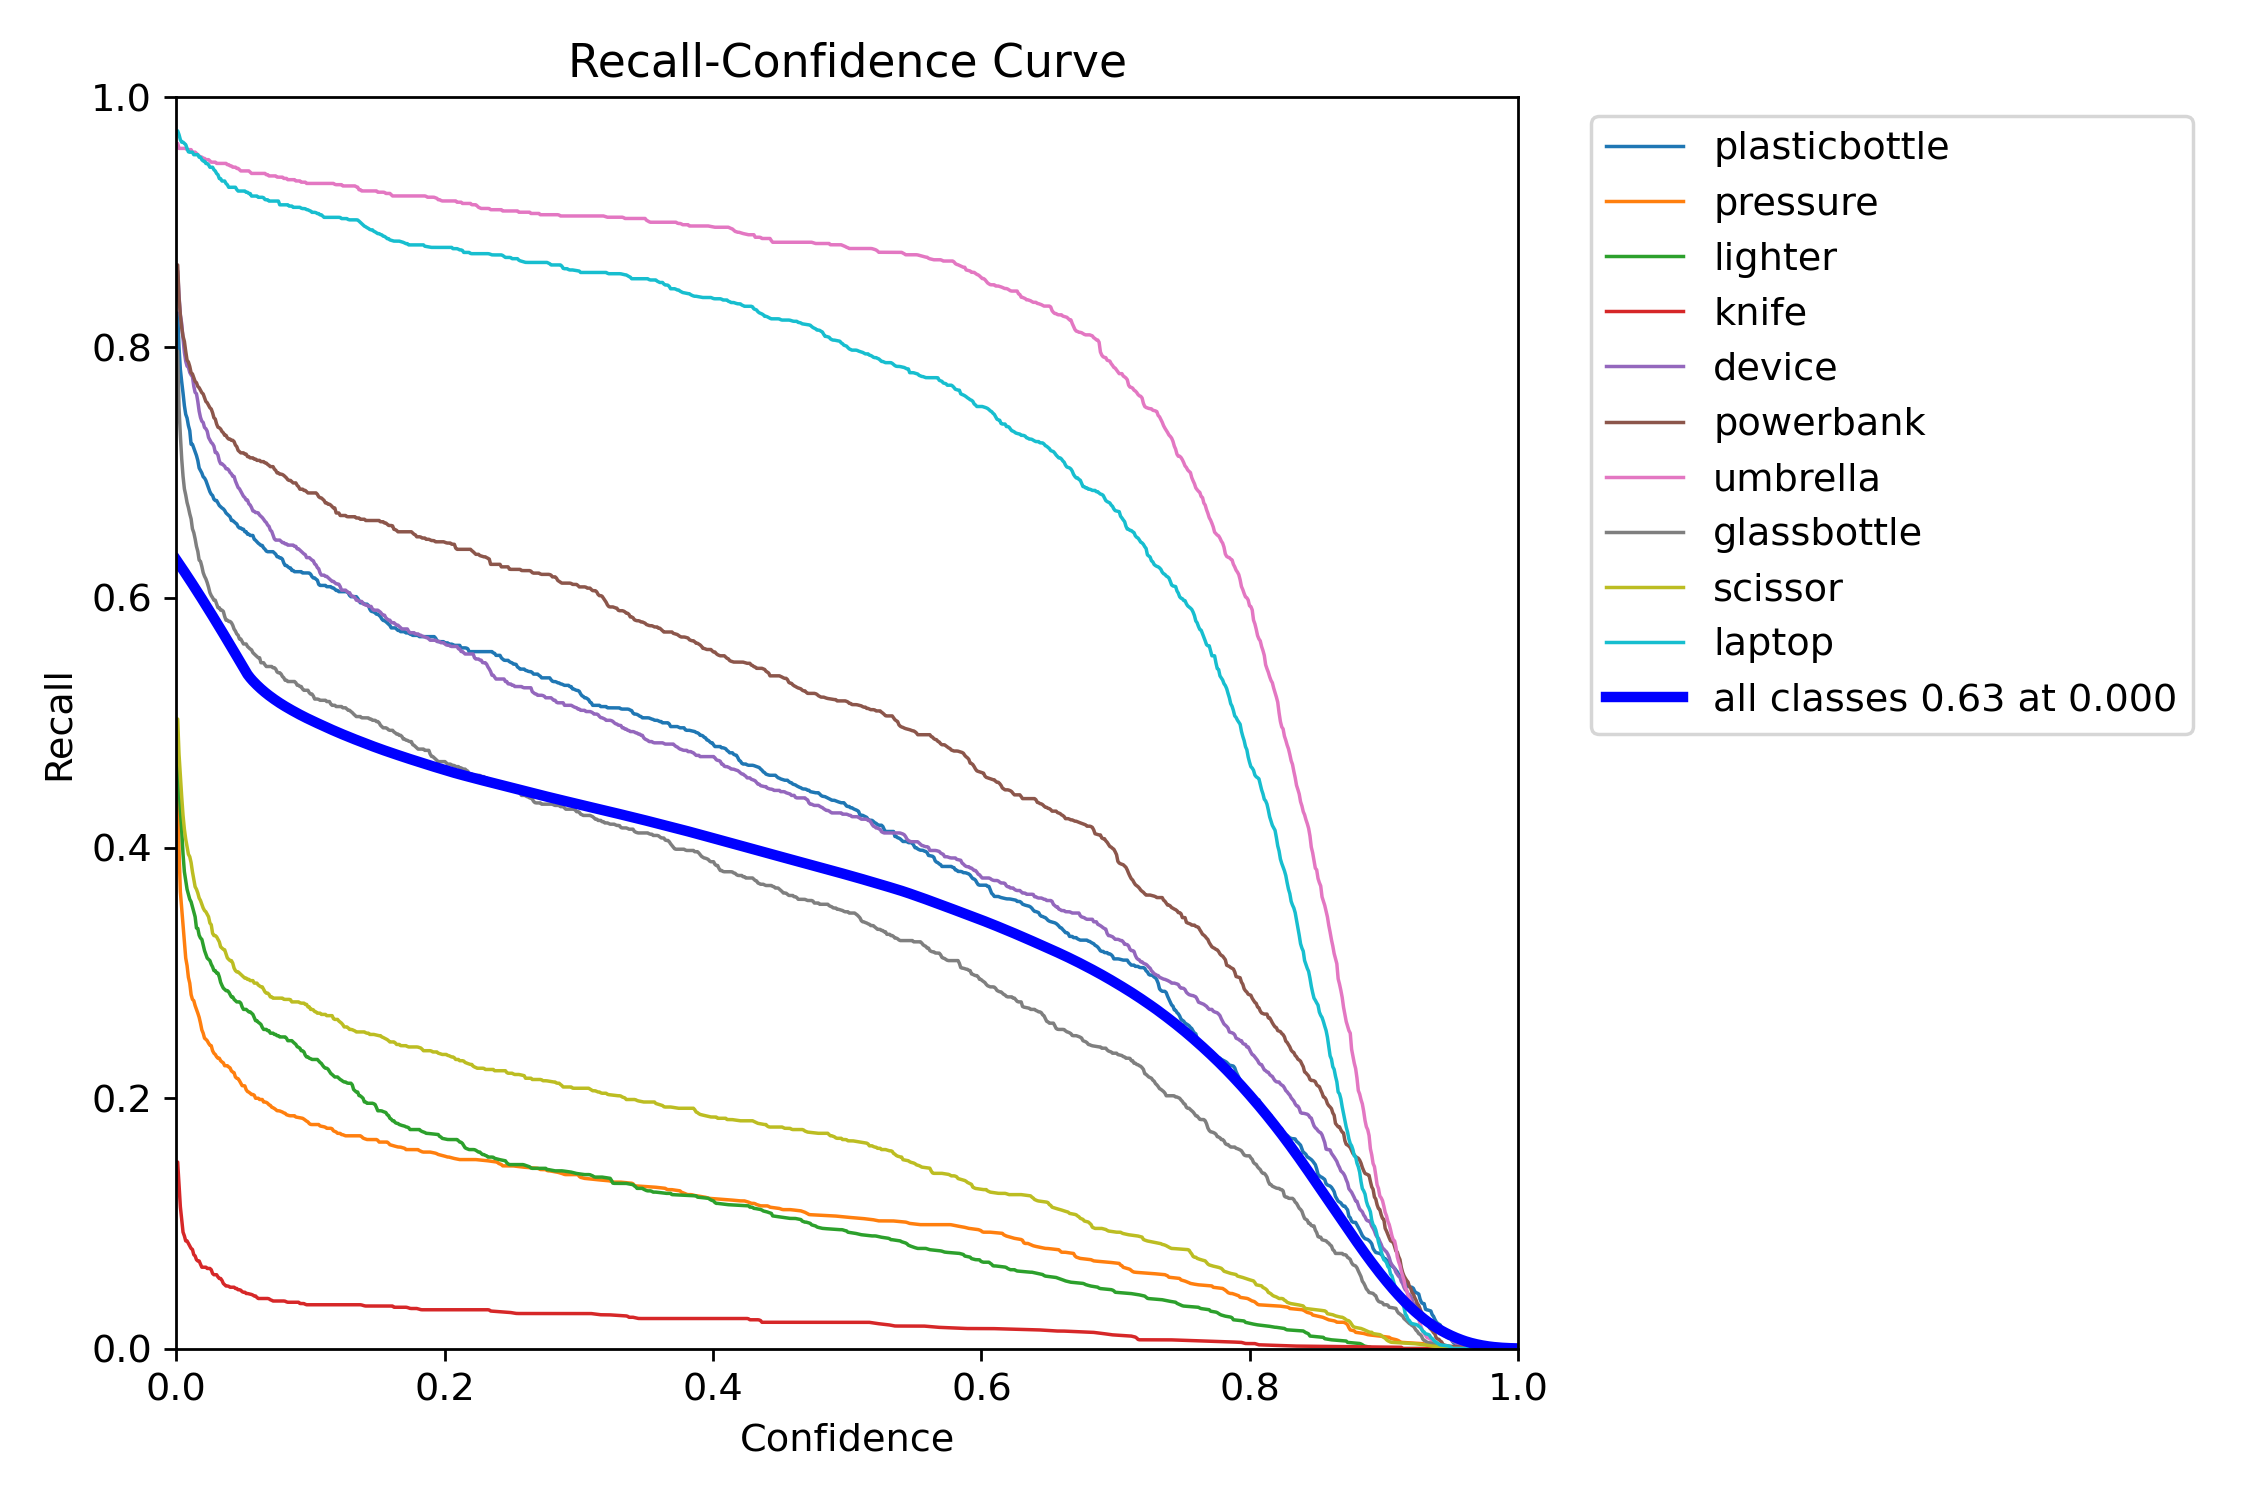 Recall-Confidence Curve
1.0
0.8
0.6
0.4
0.2
0.0
Recall
0.0 0.2 0.4 0.6 0.8 1.0
Confidence
plasticbottle
pressure
lighter
knife
device
powerbank
umbrella
glassbottle
scissor
laptop
all classes 0.63 at 0.000